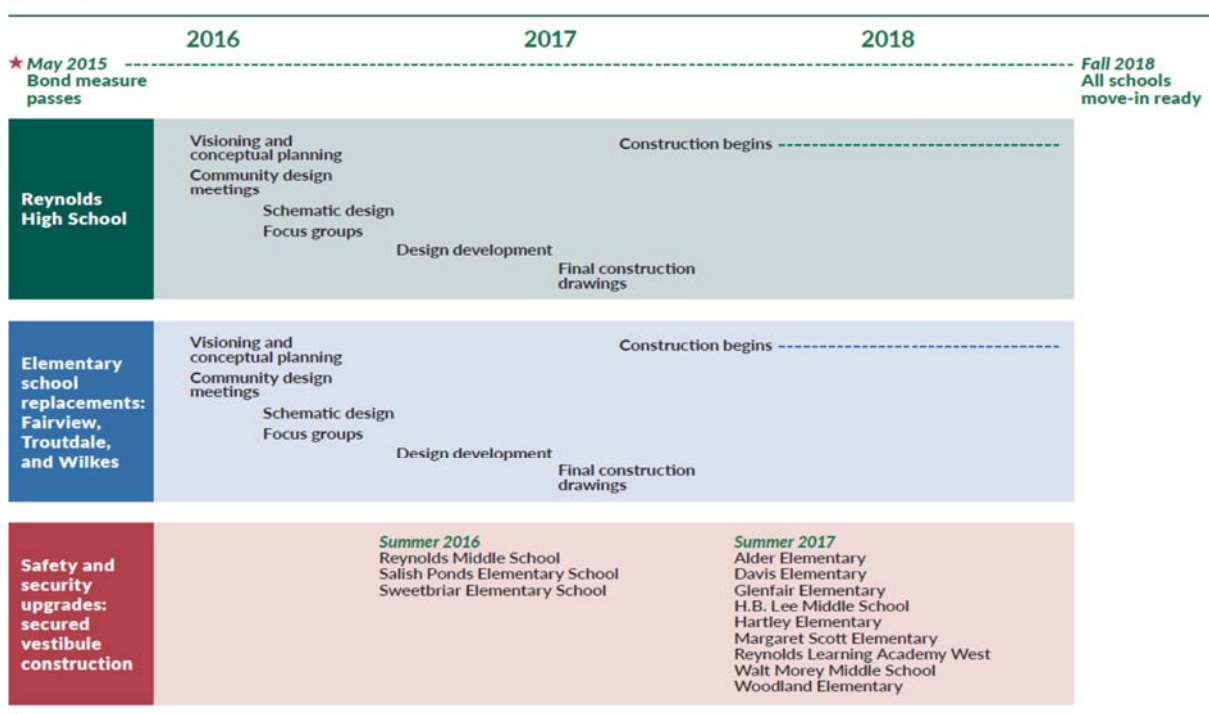 2016
2017
2018
★ May 2015
Bond measure
passes
Fall 2018
All schools
move-in ready
Reynolds
High School
Visioning and
conceptual planning
Community design
meetings
Schematic design
Focus groups
Design development
Final construction
drawings
Construction begins
Elementary
school
replacements:
Fairview,
Troutdale,
and Wilkes
Visioning and
conceptual planning
Community design
meetings
Schematic design
Focus groups
Design development
Final construction
drawings
Construction begins
Safety and
security
upgrades:
secured
vestibule
construction
Summer 2016
Reynolds Middle School
Salish Ponds Elementary School
Sweetbriar Elementary School
Summer 2017
Alder Elementary
Davis Elementary
Glenfair Elementary
H.B. Lee Middle School
Hartley Elementary
Margaret Scott Elementary
Reynolds Learning Academy West
Walt Morey Middle School
Woodland Elementary